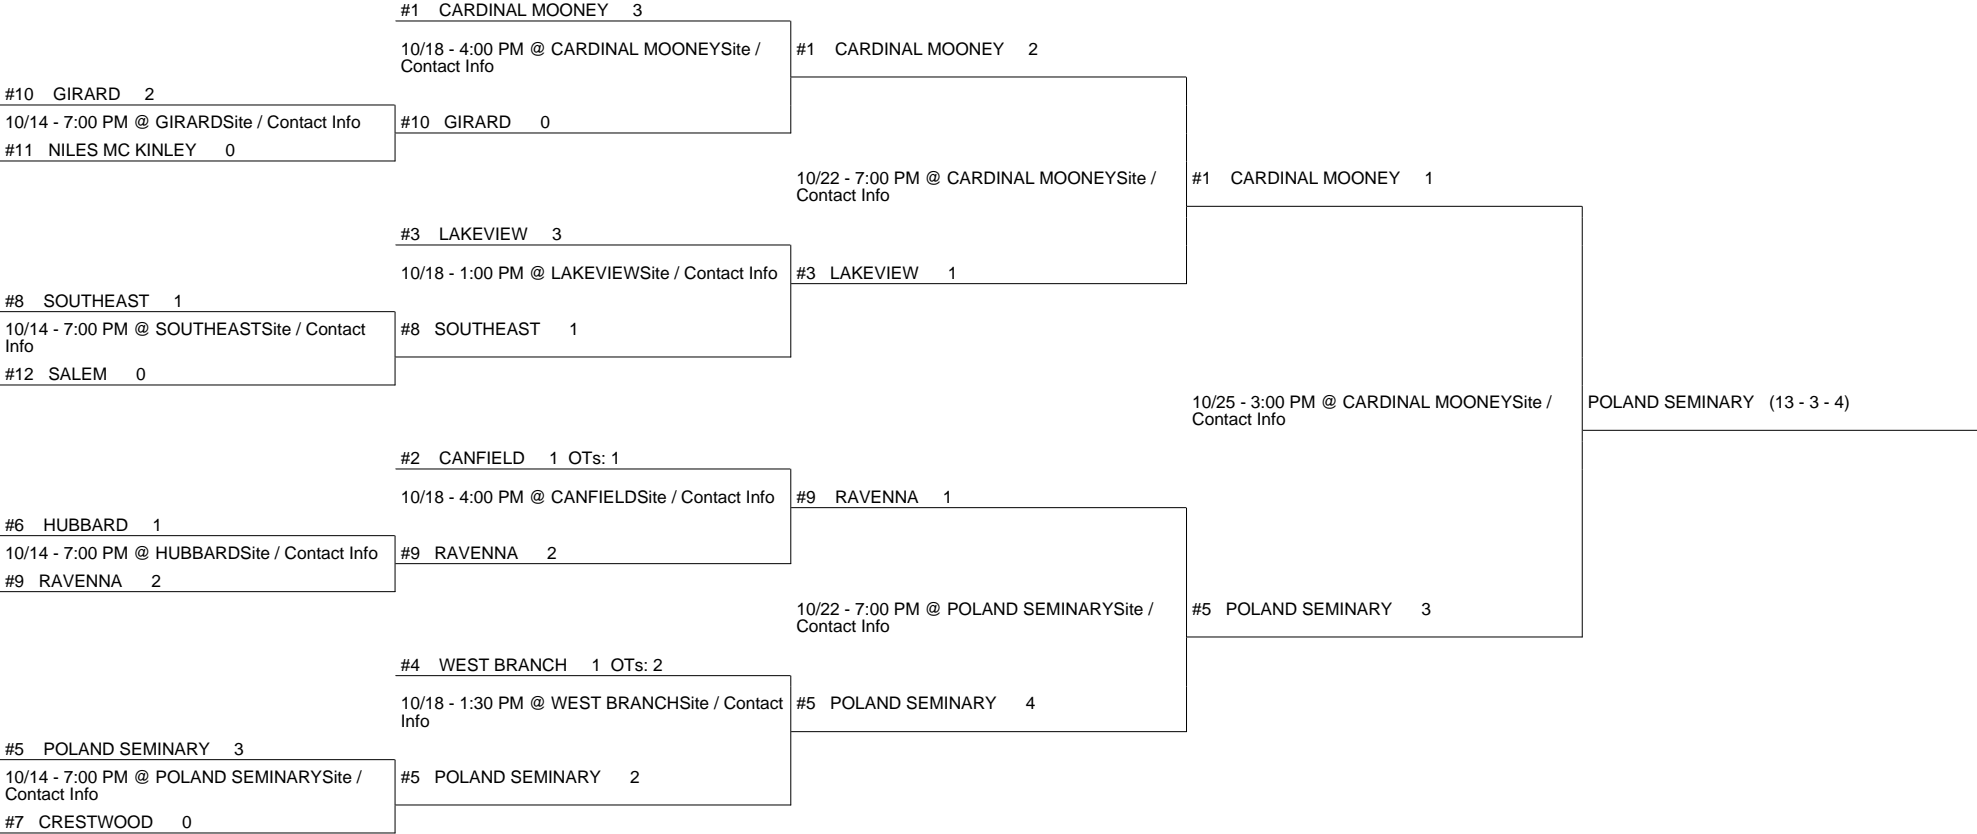 #1 CARDINAL MOONEY 3
10/18 - 4:00 PM @ CARDINAL MOONEYSite /
Contact Info
#1 CARDINAL MOONEY 2
#10 GIRARD 2
10/14 - 7:00 PM @ GIRARDSite / Contact Info
#10 GIRARD 0
#11 NILES MC KINLEY 0
10/22 - 7:00 PM @ CARDINAL MOONEYSite /
Contact Info
#1 CARDINAL MOONEY 1
#3 LAKEVIEW 3
10/18 - 1:00 PM @ LAKEVIEWSite / Contact Info
#3 LAKEVIEW 1
#8 SOUTHEAST 1
10/14 - 7:00 PM @ SOUTHEASTSite / Contact
Info
#8 SOUTHEAST 1
#12 SALEM 0
10/25 - 3:00 PM @ CARDINAL MOONEYSite /
Contact Info
POLAND SEMINARY (13 - 3 - 4)
#2 CANFIELD 1 OTs: 1
10/18 - 4:00 PM @ CANFIELDSite / Contact Info
#9 RAVENNA 1
#6 HUBBARD 1
10/14 - 7:00 PM @ HUBBARDSite / Contact Info
#9 RAVENNA 2
#9 RAVENNA 2
10/22 - 7:00 PM @ POLAND SEMINARYSite /
Contact Info
#5 POLAND SEMINARY 3
#4 WEST BRANCH 1 OTs: 2
10/18 - 1:30 PM @ WEST BRANCHSite / Contact
Info
#5 POLAND SEMINARY 4
#5 POLAND SEMINARY 3
10/14 - 7:00 PM @ POLAND SEMINARYSite /
Contact Info
#5 POLAND SEMINARY 2
#7 CRESTWOOD 0